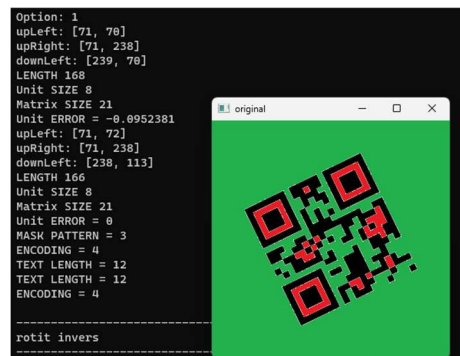 Option: 1
upLeft: [71, 70]
upRight: [71, 238]
downLeft: [239, 70]
LENGTH 168
Unit SIZE 8
Matrix SIZE 21
Unit ERROR = -0.0952381
upLeft: [71, 72]
upRight: [71, 238]
downLeft: [238, 113]
LENGTH 166
Unit SIZE 8
Matrix SIZE 21
Unit ERROR = 0
MASK PATTERN = 3
ENCODING = 4
TEXT LENGTH = 12
TEXT LENGTH = 12
ENCODING = 4
original
rotit invers